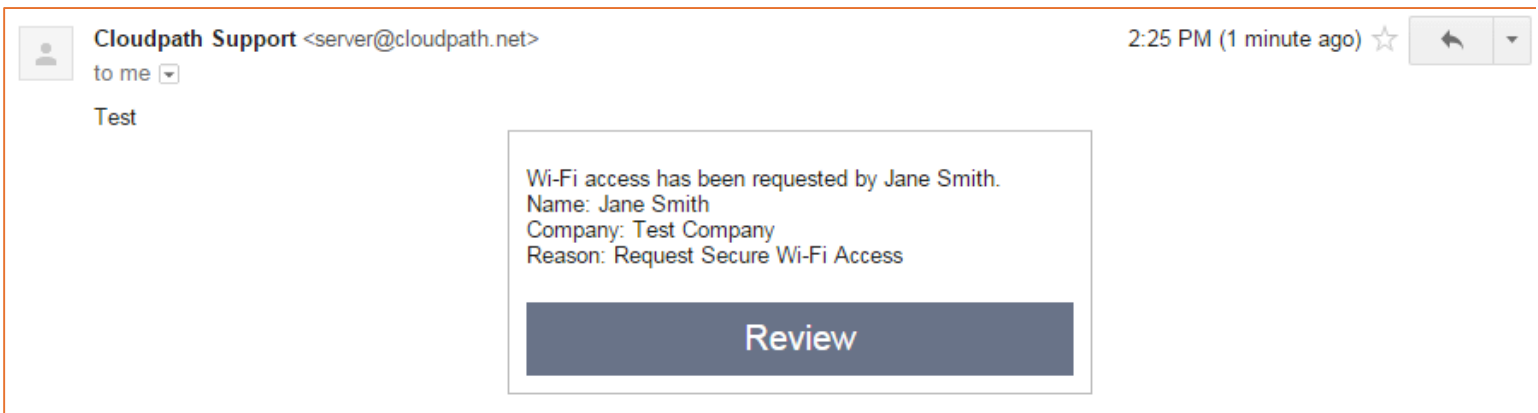 Cloudpath Support <server@cloudpath.net>
2:25 PM (1 minute ago)
to me
Test
Wi-Fi access has been requested by Jane Smith.
Name: Jane Smith
Company: Test Company
Reason: Request Secure Wi-Fi Access
Review